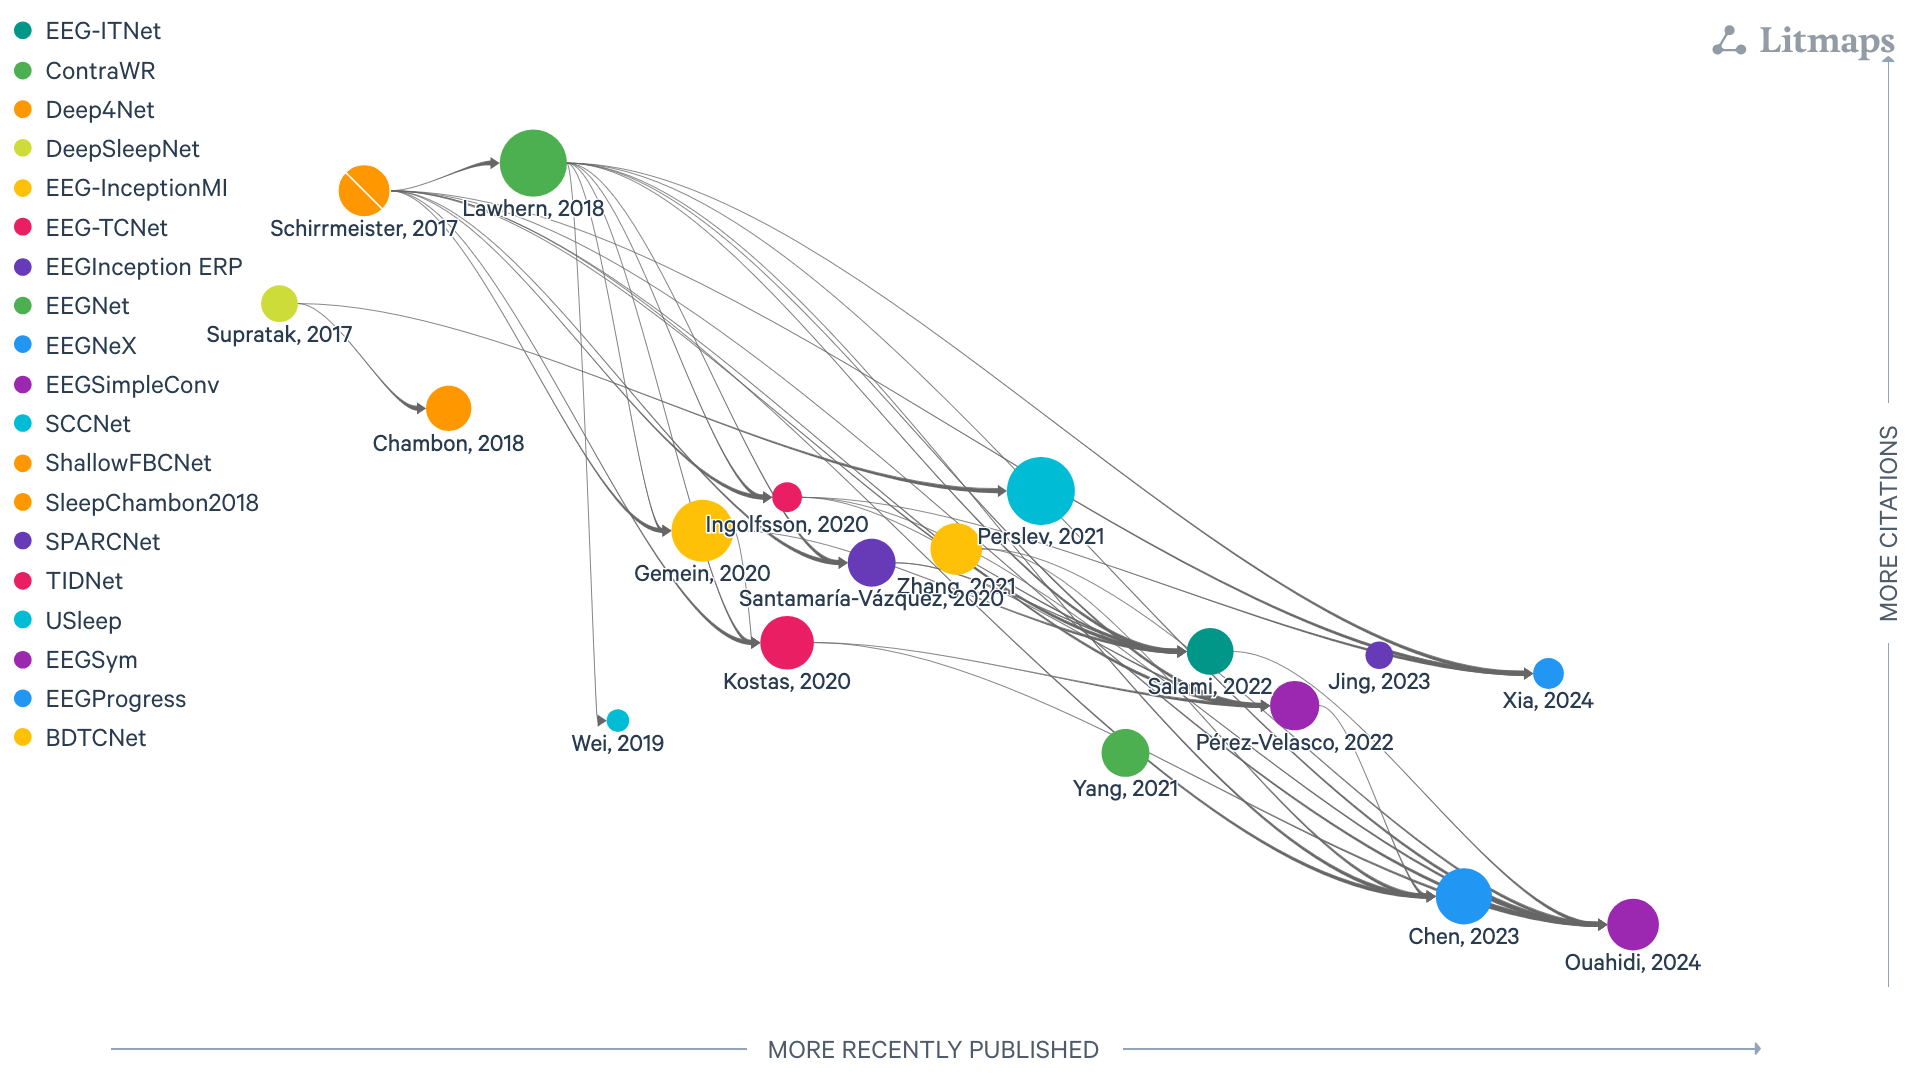 EEG-ITNet
ContraWR
Deep4Net
DeepSleepNet
EEG-InceptionMI
EEG-TCNet
EEGInception ERP
EEGNet
EEGNeX
EEGSimpleConv
SCCNet
ShallowFBCNet
SleepChambon2018
SPARCNet
TIDNet
USleep
EEGSym
EEGProgress
BDTCNet
Litmaps
Lawhern, 2018
Schirrmeister, 2017
Supratak, 2017
Chambon, 2018
Ingolfsson, 2020
Perslev, 2021
Gemein, 2020
Zhang, 2021
Santamaría-Vázquez, 2020
Kostas, 2020
Salami, 2022
Jing, 2023
Xia, 2024
Wei, 2019
Pérez-Velasco, 2022
Yang, 2021
Chen, 2023
Ouahidi, 2024
MORE CITATIONS
MORE RECENTLY PUBLISHED